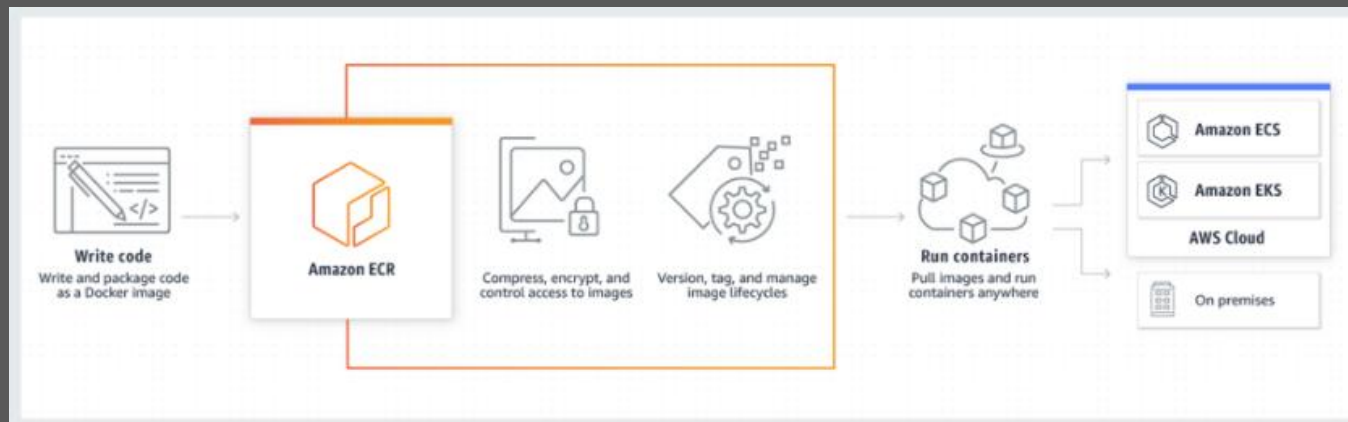 Write code
Write and package code
as a Docker image
</>
Amazon ECR
Compress, encrypt, and
control access to images
Version, tag, and manage
image lifecycles
Run containers
Pull images and run
containers anywhere
Amazon ECS
K
Amazon EKS
AWS Cloud
On premises